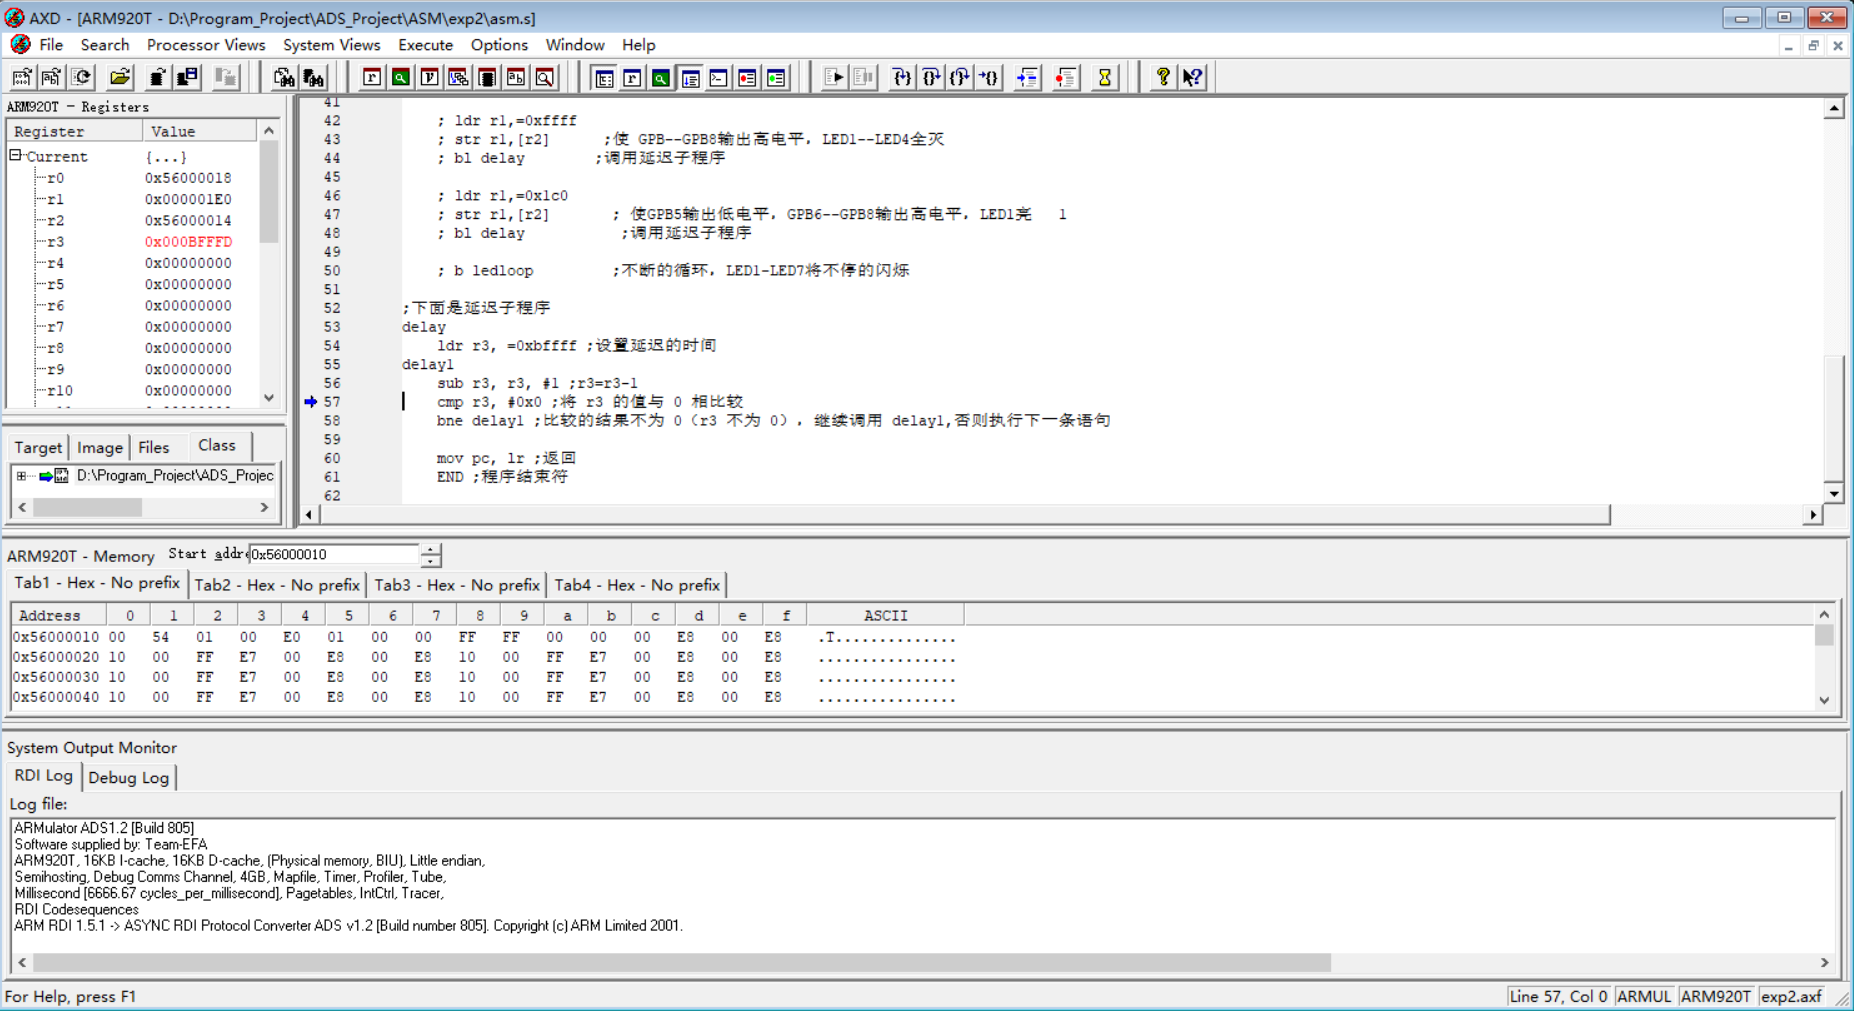 AXD - [ARM920T - D:\Program_Project\ADS_Project\ASM\exp2\asm.s]
File Search Processor Views System Views Execute Options Window Help
ARM920T - Registers
Register Value
Current {...}
r0 0x56000018
r1 0x000001E0
r2 0x56000014
r3 0x000BFFFD
r4 0x00000000
r5 0x00000000
r6 0x00000000
r7 0x00000000
r8 0x00000000
r9 0x00000000
r10 0x00000000
Target Image Files Class
D:\Program_Project\ADS_Projec
41
42 ; ldr r1,=0xffff
43 ; str r1,[r2] ;使 GPB--GPB8输出高电平，LED1--LED4全灭
44 ; bl delay ;调用延迟子程序
45
46 ; ldr r1,=0x1c0
47 ; str r1,[r2] ; 使GPB5输出低电平，GPB6--GPB8输出高电平，LED1亮 1
48 ; bl delay ;调用延迟子程序
49
50 ; b ledloop ;不断的循环，LED1-LED7将不停的闪烁
51
52 ;下面是延迟子程序
53 delay
54 ldr r3, =0xbffff ;设置延迟的时间
55 delay1
56 sub r3, r3, #1 ;r3=r3-1
57 cmp r3, #0x0 ;将 r3 的值与 0 相比较
58 bne delay1 ;比较的结果不为 0（r3 不为 0），继续调用 delay1,否则执行下一条语句
59
60 mov pc, lr ;返回
61 END ;程序结束符
62
ARM920T - Memory Start addr 0x56000010
Tab1 - Hex - No prefix Tab2 - Hex - No prefix Tab3 - Hex - No prefix Tab4 - Hex - No prefix
Address 0 1 2 3 4 5 6 7 8 9 a b c d e f ASCII
0x56000010 00 54 01 00 E0 01 00 00 FF FF 00 00 00 E8 00 E8 .T..............
0x56000020 10 00 FF E7 00 E8 00 E8 10 00 FF E7 00 E8 00 E8 ................
0x56000030 10 00 FF E7 00 E8 00 E8 10 00 FF E7 00 E8 00 E8 ................
0x56000040 10 00 FF E7 00 E8 00 E8 10 00 FF E7 00 E8 00 E8 ................
System Output Monitor
RDI Log Debug Log
Log file:
ARMulator ADS1.2 [Build 805]
Software supplied by: Team-EFA
ARM920T, 16KB I-cache, 16KB D-cache, (Physical memory, BIU), Little endian,
Semihosting, Debug Comms Channel, 4GB, Mapfile, Timer, Profiler, Tube,
Millisecond [6666.67 cycles_per_millisecond], Pagetables, IntCtrl, Tracer,
RDI Codesequences
ARM RDI 1.5.1 -> ASYNC RDI Protocol Converter ADS v1.2 [Build number 805]. Copyright (c) ARM Limited 2001.
For Help, press F1
Line 57, Col 0 ARMUL ARM920T exp2.axf